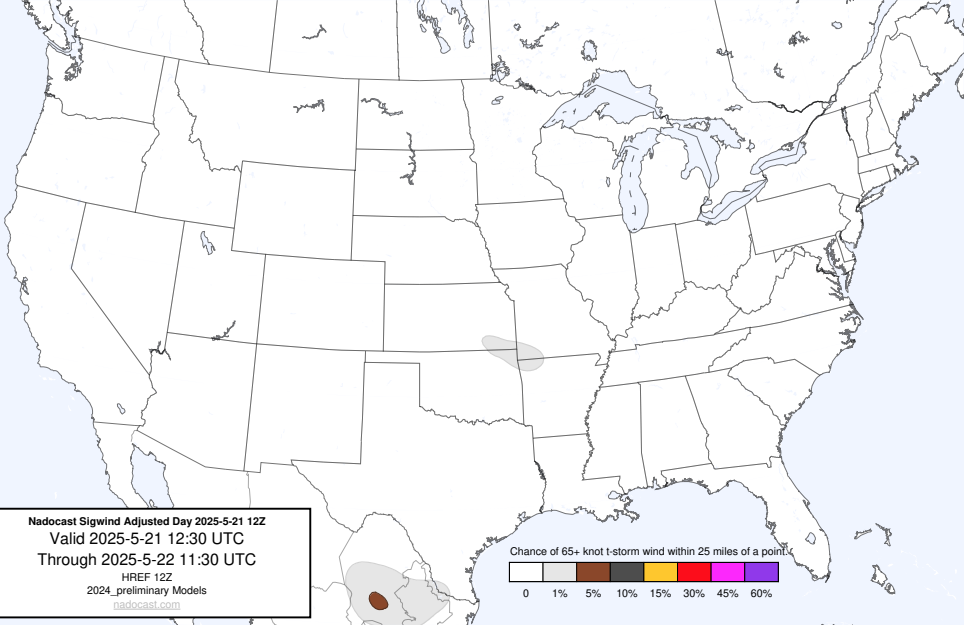 Nadocast Sigwind Adjusted Day 2025-5-21 12Z
Valid 2025-5-21 12:30 UTC
Through 2025-5-22 11:30 UTC
HREF 12Z
2024_preliminary Models
nadocast.com
Chance of 65+ knot t-storm wind within 25 miles of a point.
0 1% 5% 10% 15% 30% 45% 60%